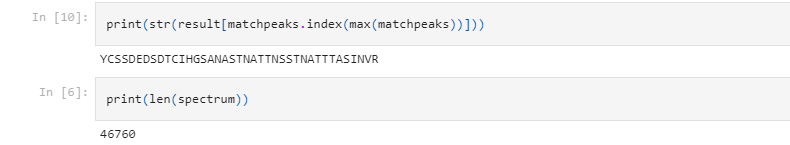 In [10]: print(str(result[matchpeaks.index(max(matchpeaks))]))
YCSSDEDSDTCIHGSANASTNATTNSSTNATTTASINVR
In [6]: print(len(spectrum))
46760